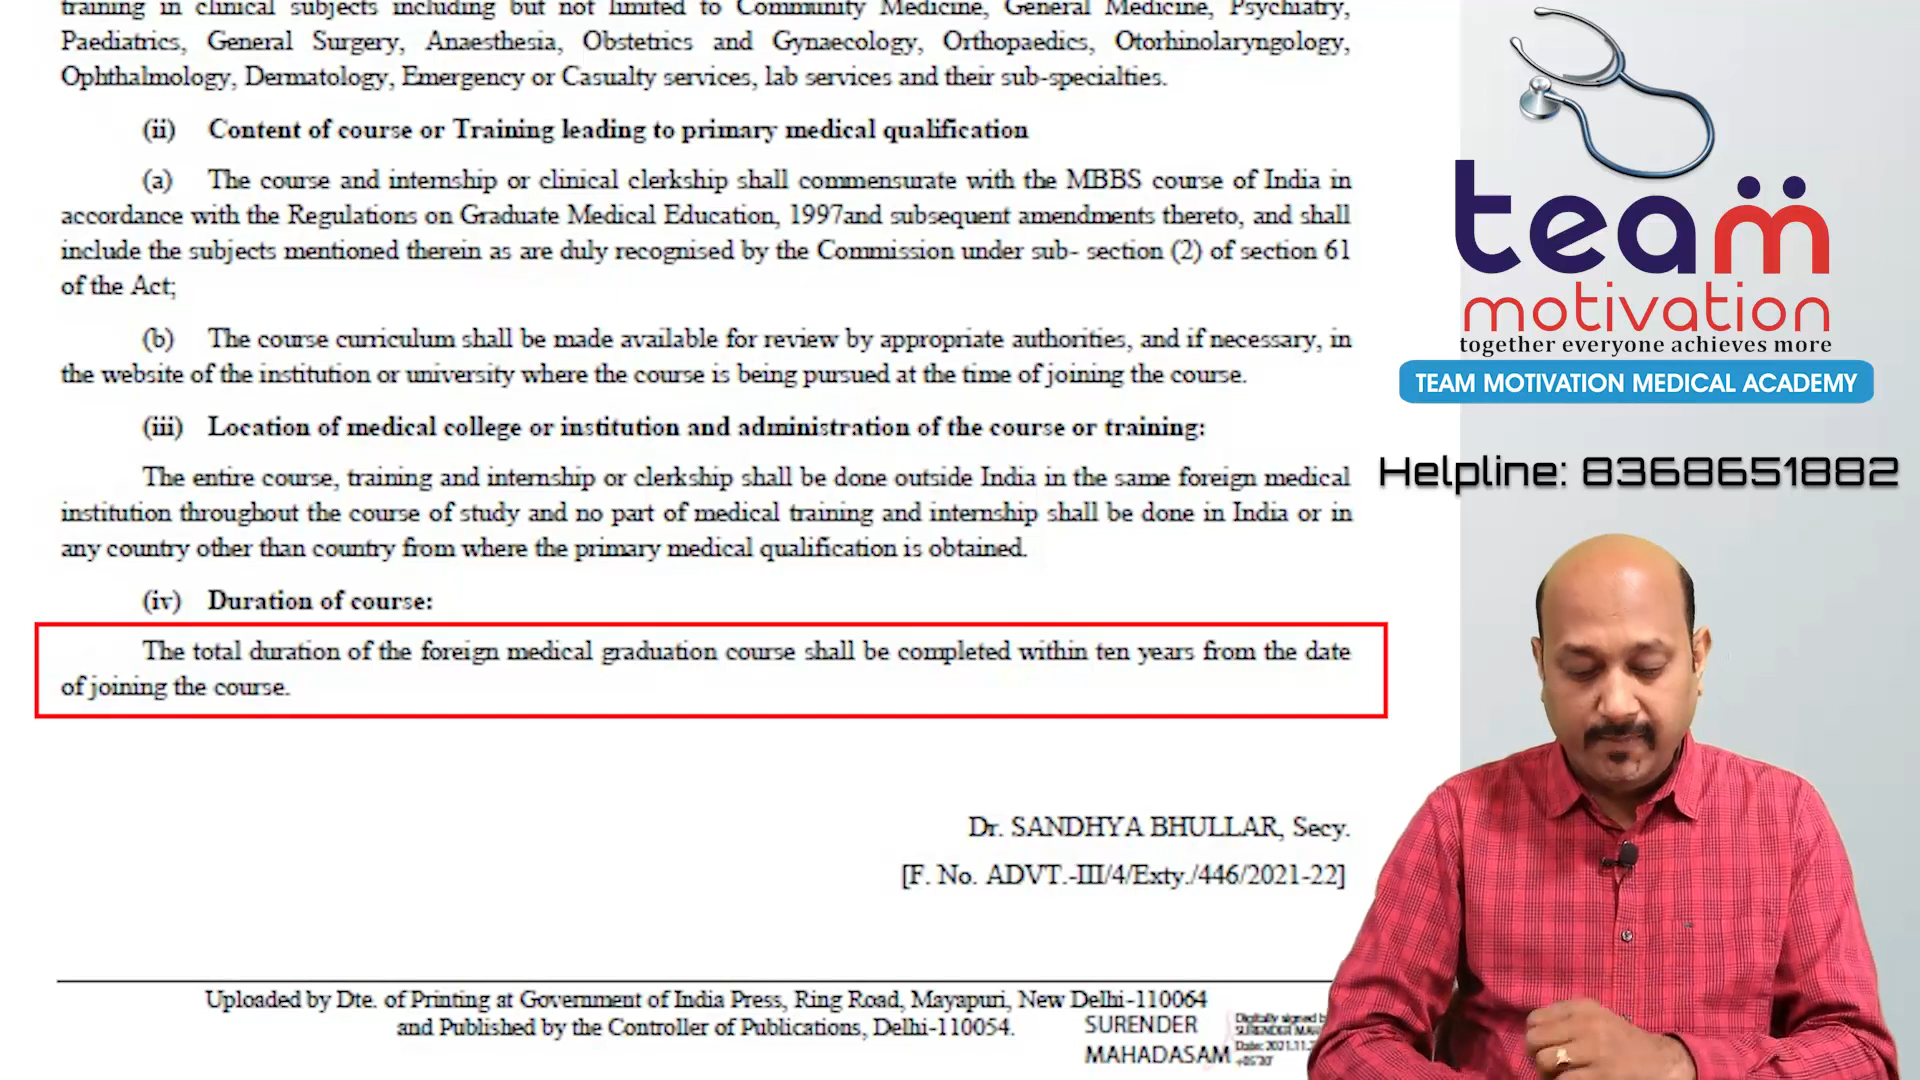 training in clinical subjects including but not limited to Community Medicine, General Medicine, Psychiatry,
Paediatrics, General Surgery, Anaesthesia, Obstetrics and Gynaecology, Orthopaedics, Otorhinolaryngology,
Ophthalmology, Dermatology, Emergency or Casualty services, lab services and their sub-specialties.
(ii) Content of course or Training leading to primary medical qualification
(a) The course and internship or clinical clerkship shall commensurate with the MBBS course of India in
accordance with the Regulations on Graduate Medical Education, 1997and subsequent amendments thereto, and shall
include the subjects mentioned therein as are duly recognised by the Commission under sub- section (2) of section 61
of the Act;
(b) The course curriculum shall be made available for review by appropriate authorities, and if necessary, in
the website of the institution or university where the course is being pursued at the time of joining the course.
(iii) Location of medical college or institution and administration of the course or training:
The entire course, training and internship or clerkship shall be done outside India in the same foreign medical
institution throughout the course of study and no part of medical training and internship shall be done in India or in
any country other than country from where the primary medical qualification is obtained.
(iv) Duration of course:
The total duration of the foreign medical graduation course shall be completed within ten years from the date
of joining the course.
Dr. SANDHYA BHULLAR, Secy.
[F. No. ADVT.-III/4/Exty./446/2021-22]
Uploaded by Dte. of Printing at Government of India Press, Ring Road, Mayapuri, New Delhi-110064
and Published by the Controller of Publications, Delhi-110054.
SURENDER
MAHADASAM
Digitally signed
SURENDER
Date: 2021.11.
+05'30'
team
motivation
together everyone achieves more
TEAM MOTIVATION MEDICAL ACADEMY
Helpline: 8368651882